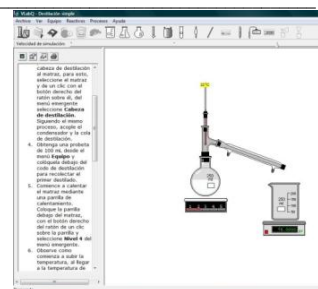 VlabQ - Destilación simple
Archivo Ver Equipo Reactivos Procesos Ayuda
Velocidad de simulación
cabeza de destilación
al matraz, para esto,
seleccione el matraz
y de un clic con el
botón derecho del
ratón sobre él, del
menú emergente
seleccione Cabeza
de destilación.
Siguiendo el mismo
proceso, acople el
condensador y la cola
de destilación.
4. Obtenga una probeta
de 100 mL desde el
menú Equipo y
colóquela debajo del
codo de destilación
para recolectar el
primer destilado.
5. Comience a calentar
el matraz mediante
una parrilla de
calentamiento.
Coloque la parrilla
debajo del matraz,
con el botón derecho
del ratón de un clic
sobre la parrilla y
seleccione Nivel 4 del
menú emergente.
6. Observe como
comienza a subir la
temperatura, al llegar
a la temperatura de